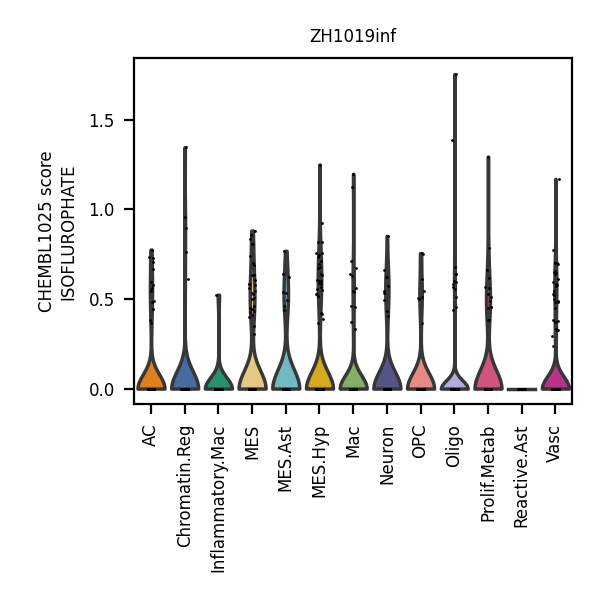 ZH1019inf
CHEMBL1025 score
ISOFLUROPHATE
1.5
1.0
0.5
0.0
AC
Chromatin.Reg
Inflammatory.Mac
MES
MES.Ast
MES.Hyp
Mac
Neuron
OPC
Oligo
Prolif.Metab
Reactive.Ast
Vasc